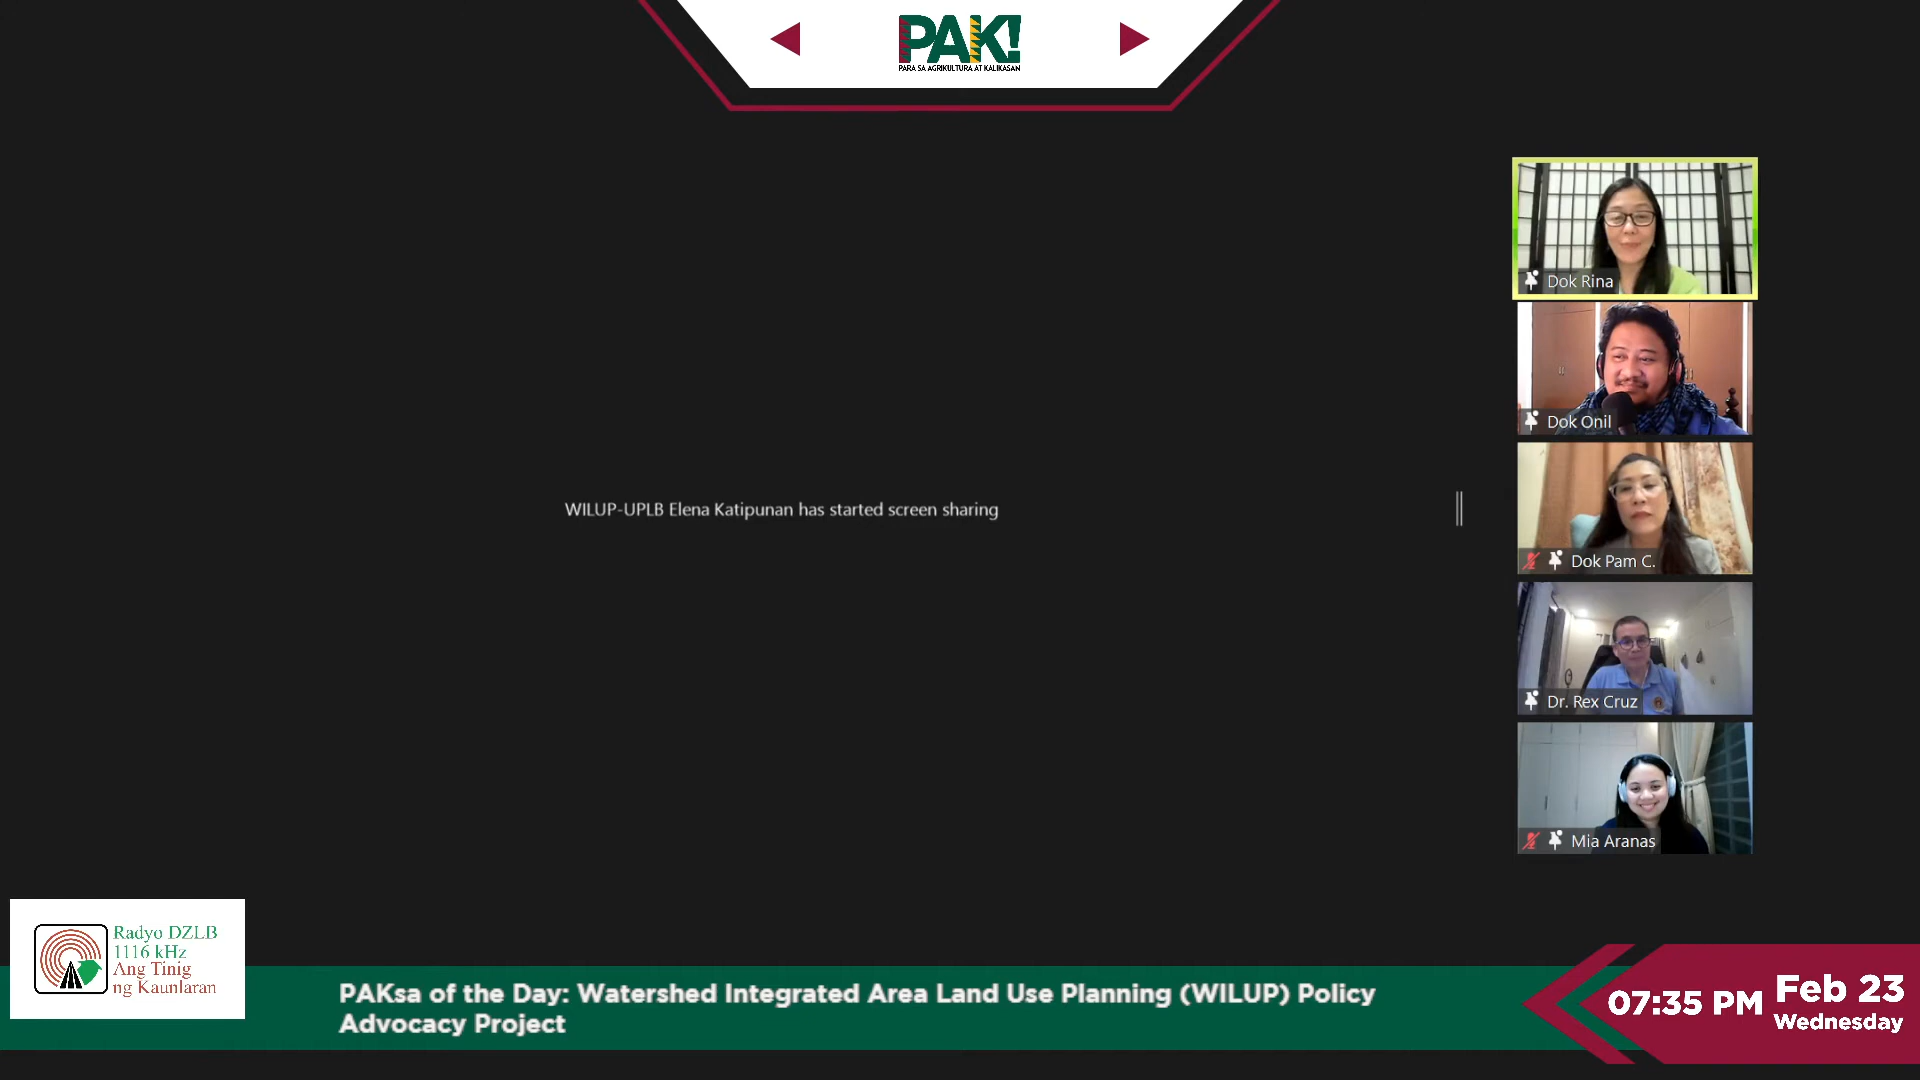 PAK!
PARA SA AGRIKULTURA AT KALIKASAN
Dok Rina
Dok Onil
WILUP-UPLB Elena Katipunan has started screen sharing
Dok Pam C.
Dr. Rex Cruz
Mia Aranas
Radyo DZLB
1116 kHz
Ang Tinig
ng Kaunlaran
PAKsa of the Day: Watershed Integrated Area Land Use Planning (WILUP) Policy
Advocacy Project
07:35 PM
Feb 23
Wednesday